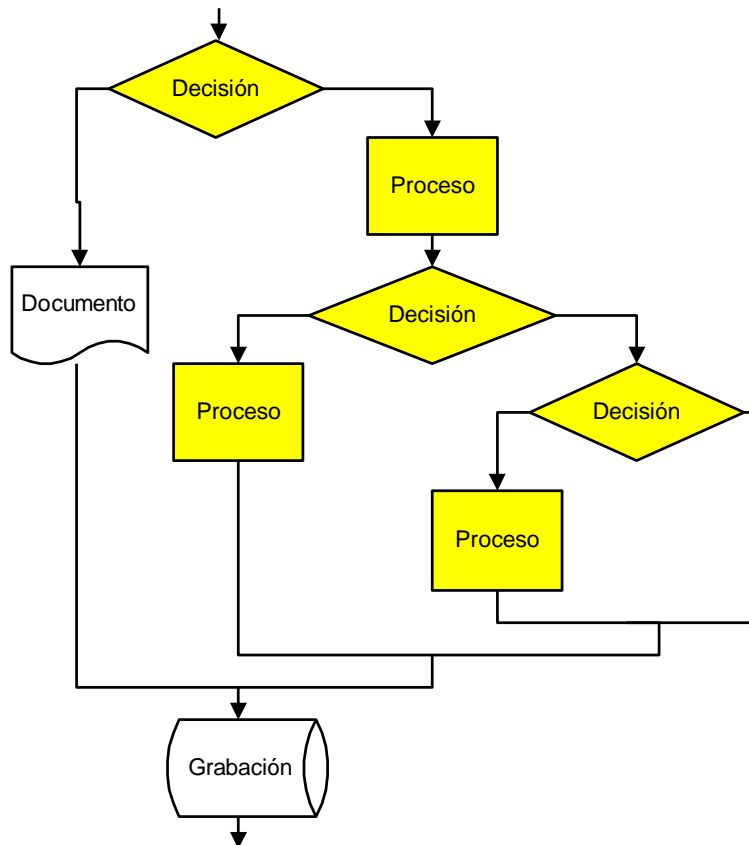 Decisión
Proceso
Documento
Decisión
Proceso
Decisión
Proceso
Grabación